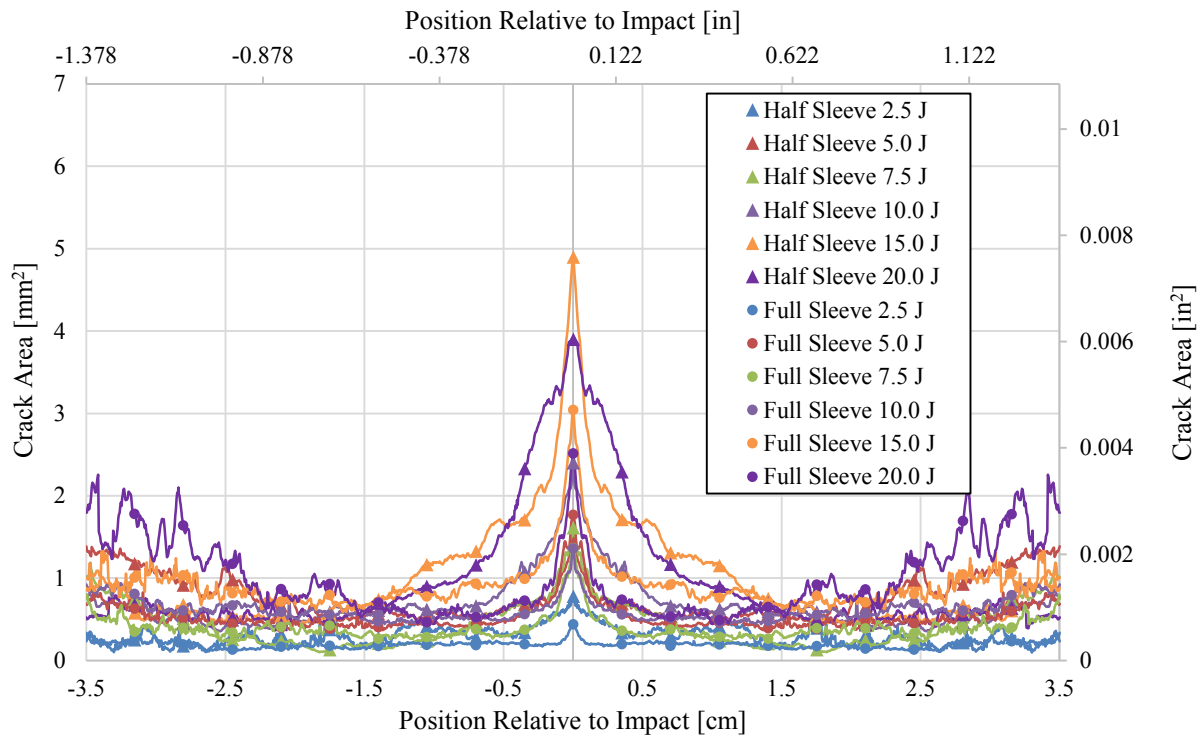 Position Relative to Impact [in]
-1.378 -0.878 -0.378 0.122 0.622 1.122
7
6
5
4
3
2
1
0
Crack Area [mm²]
0.01
0.008
0.006
0.004
0.002
0
Crack Area [in²]
Half Sleeve 2.5 J
Half Sleeve 5.0 J
Half Sleeve 7.5 J
Half Sleeve 10.0 J
Half Sleeve 15.0 J
Half Sleeve 20.0 J
Full Sleeve 2.5 J
Full Sleeve 5.0 J
Full Sleeve 7.5 J
Full Sleeve 10.0 J
Full Sleeve 15.0 J
Full Sleeve 20.0 J
-3.5 -2.5 -1.5 -0.5 0.5 1.5 2.5 3.5
Position Relative to Impact [cm]